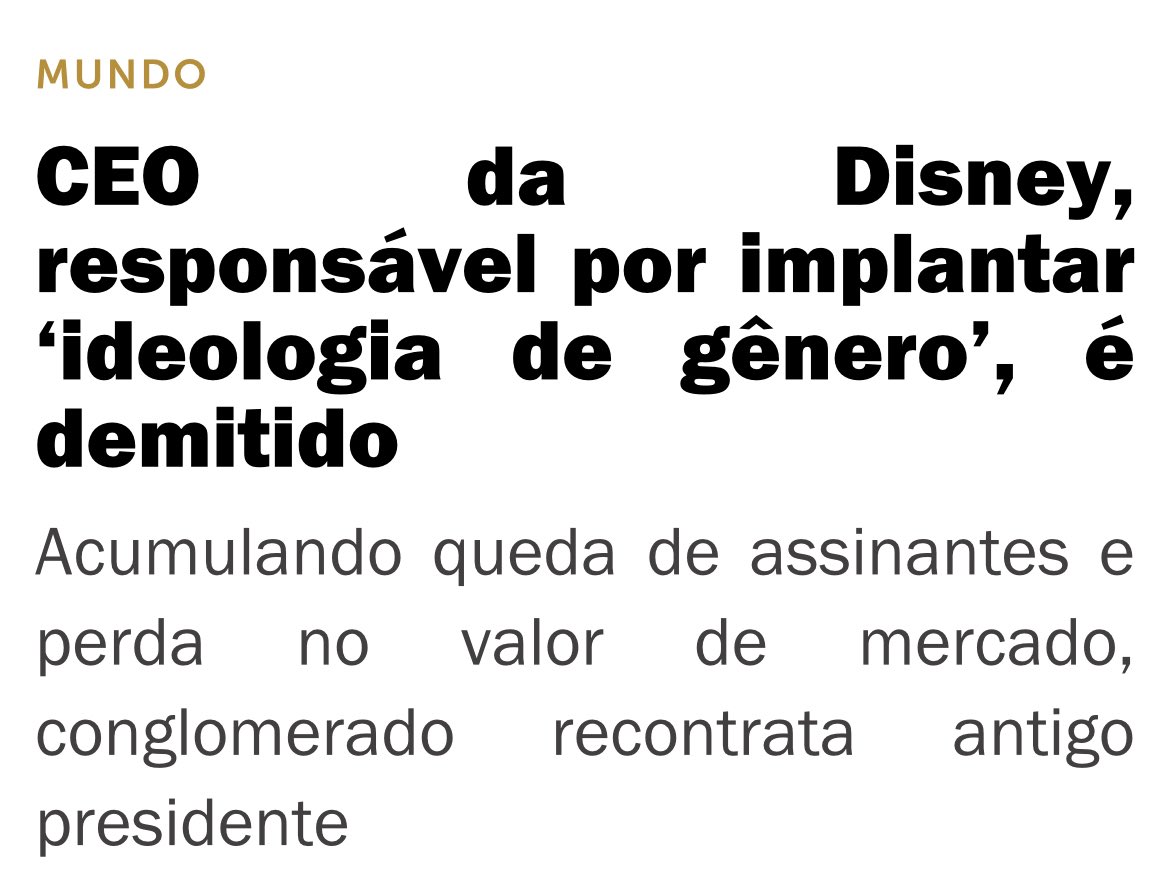 MUNDO
CEO da Disney,
responsável por implantar
‘ideologia de gênero’, é
demitido
Acumulando queda de assinantes e
perda no valor de mercado,
conglomerado recontrata antigo
presidente